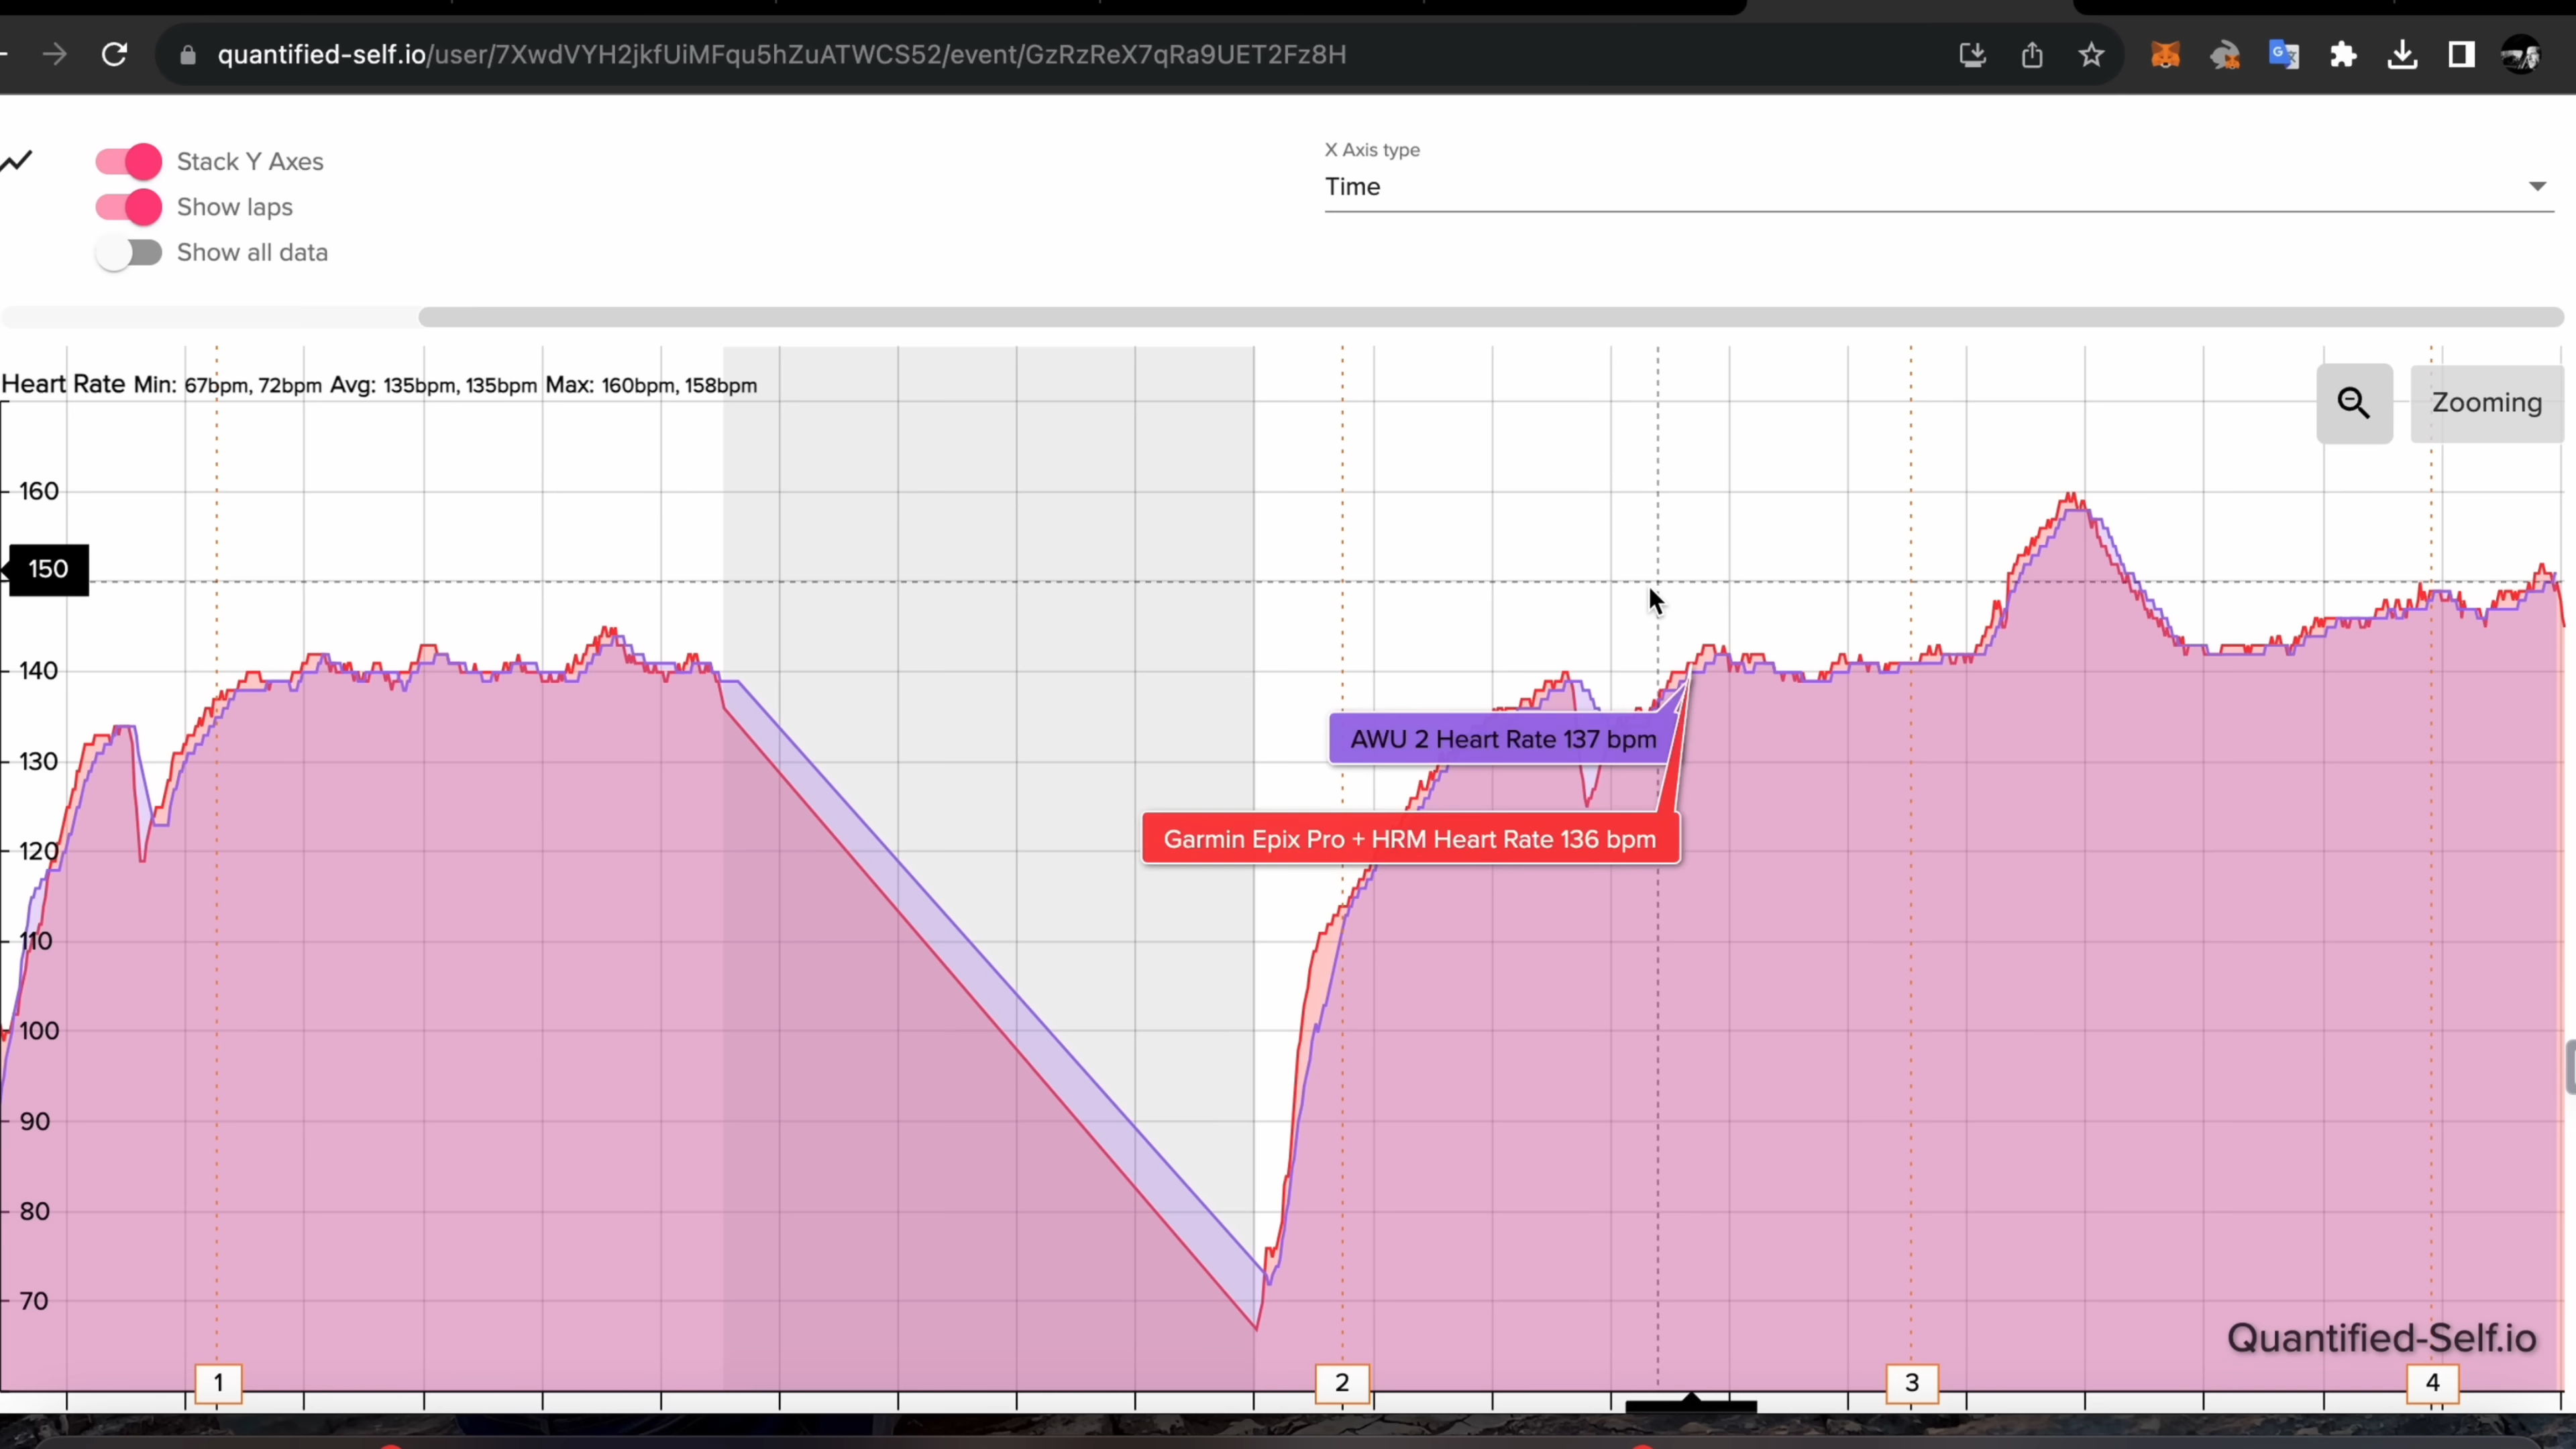 quantified-self.io/user/7XwdVYH2jkfUiMFqu5hZuATWCS52/event/GzRzReX7qRa9UET2Fz8H
Stack Y Axes
Show laps
Show all data
X Axis type
Time
Heart Rate Min: 67bpm, 72bpm Avg: 135bpm, 135bpm Max: 160bpm, 158bpm
Zooming
160
150
140
130
120
110
100
90
80
70
AWU 2 Heart Rate 137 bpm
Garmin Epix Pro + HRM Heart Rate 136 bpm
Quantified-Self.io
1
2
3
4